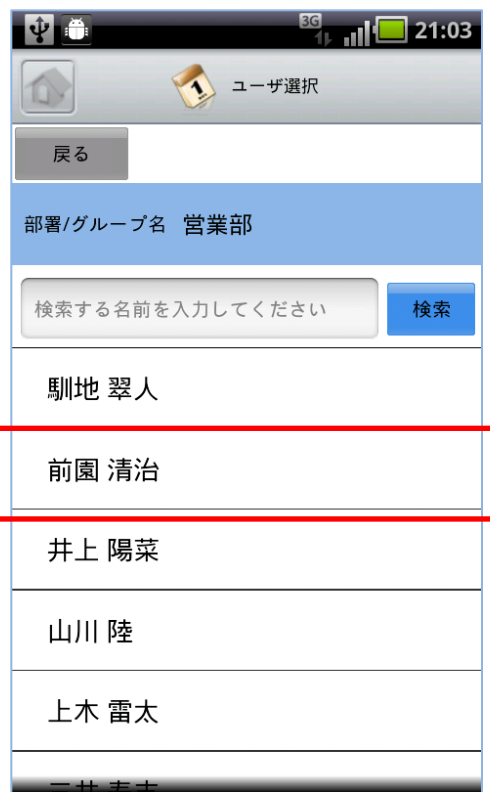 3G 21:03
1 ユーザ選択
戻る
部署/グループ名 営業部
検索する名前を入力してください 検索
馴地 翠人
前園 清治
井上 陽菜
山川 陸
上木 雷太